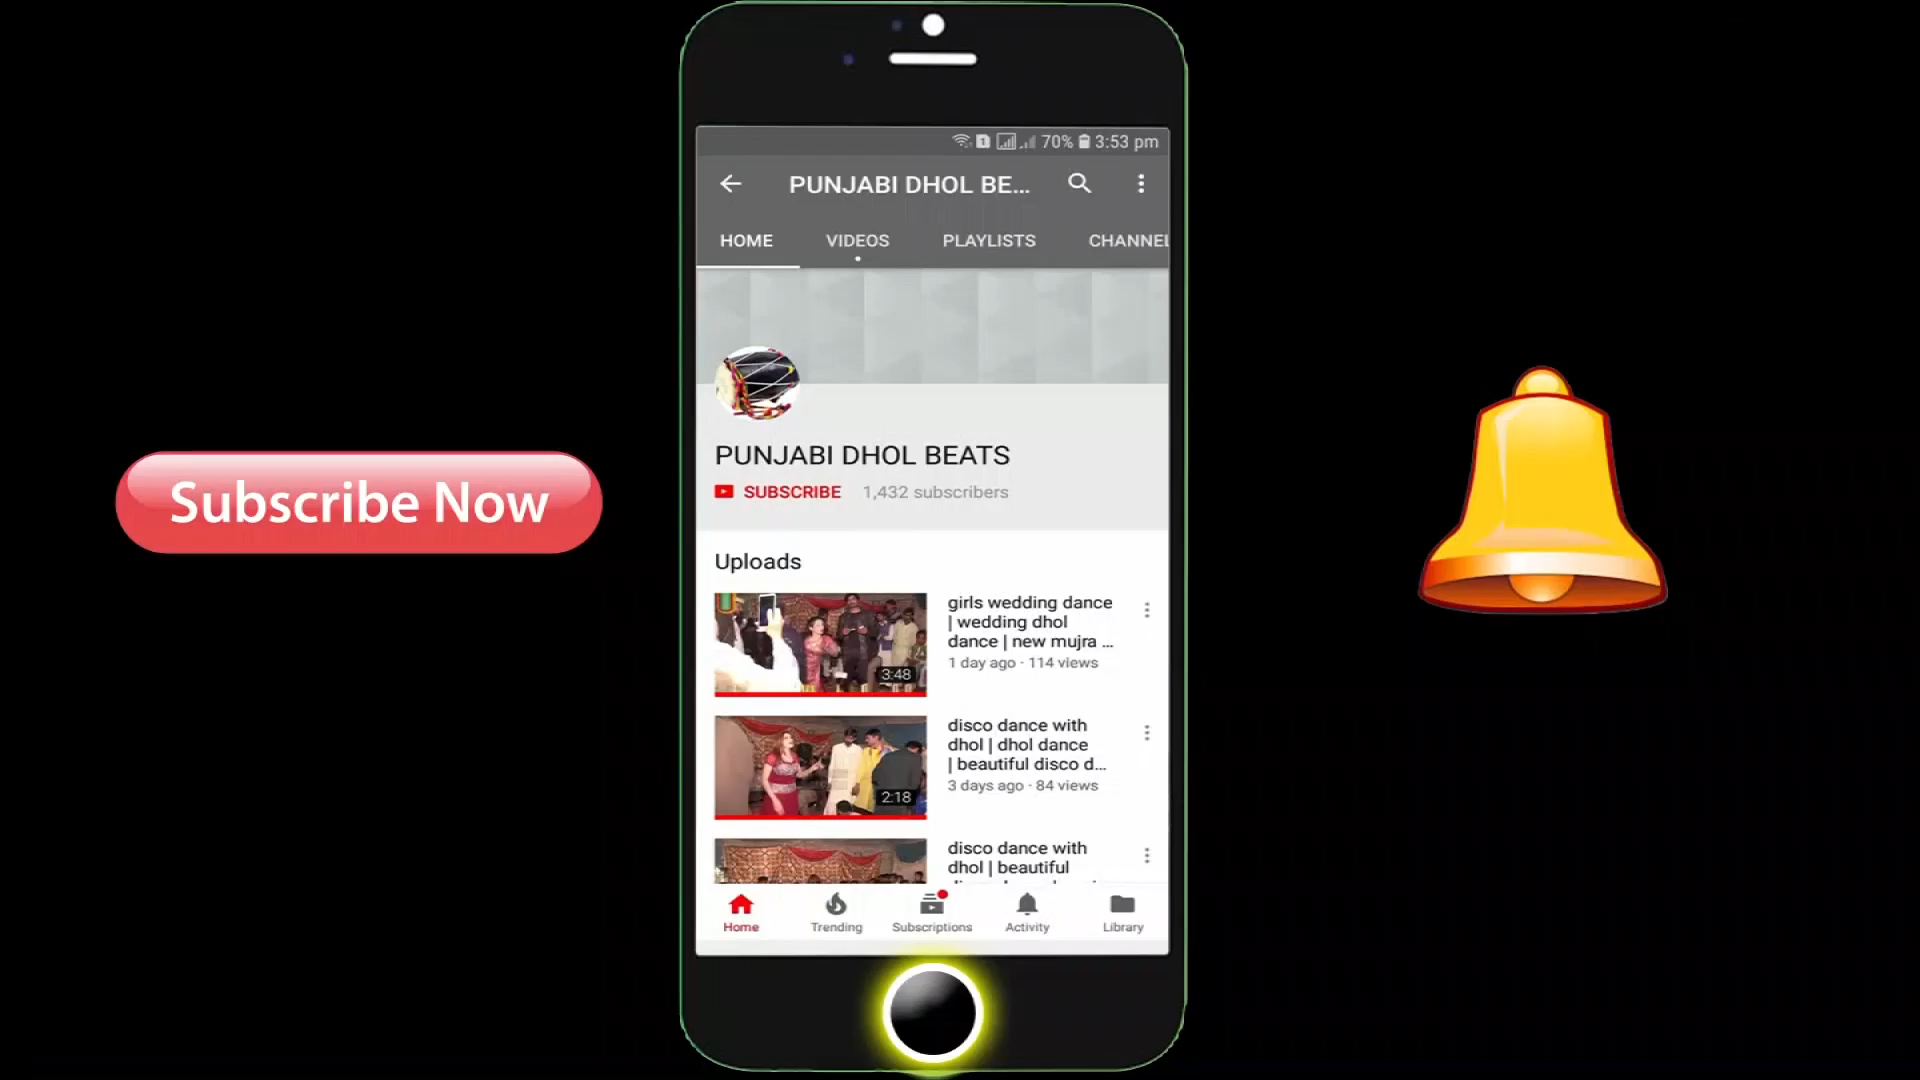 70% 3:53 pm
PUNJABI DHOL BE...
HOME VIDEOS PLAYLISTS CHANNEL
PUNJABI DHOL BEATS
SUBSCRIBE 1,432 subscribers
Subscribe Now
Uploads
girls wedding dance
| wedding dhol
dance | new mujra ...
1 day ago · 114 views
3:48
disco dance with
dhol | dhol dance
| beautiful disco d...
3 days ago · 84 views
2:18
disco dance with
dhol | beautiful
Home Trending Subscriptions Activity Library